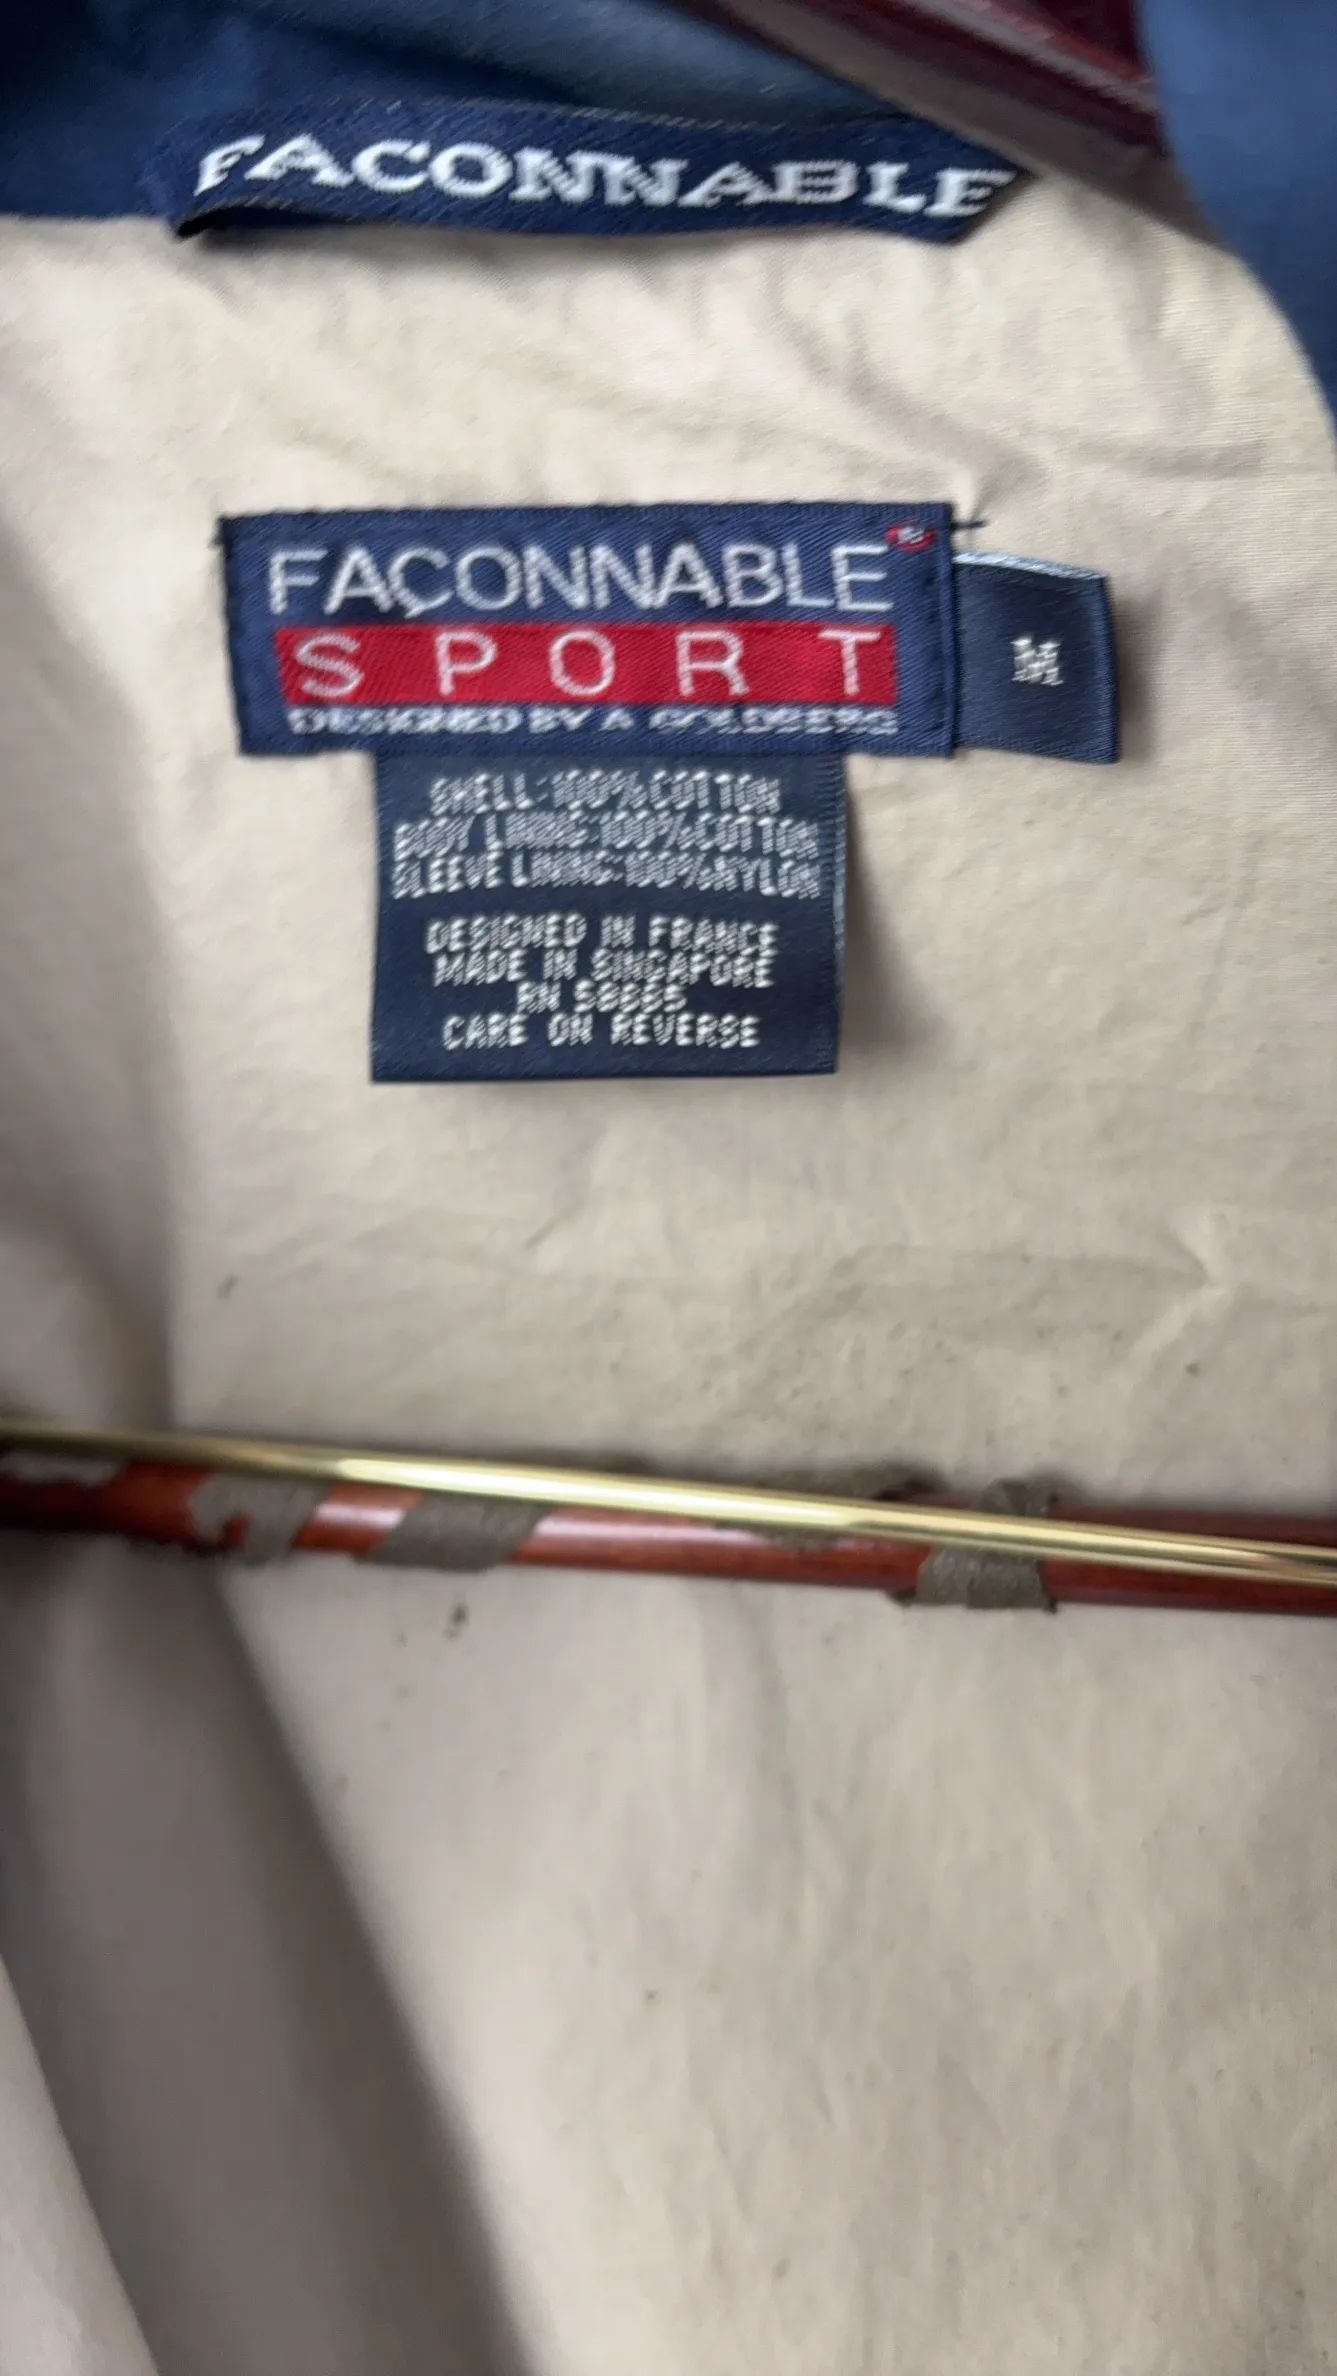 FAÇONNABLE
FAÇONNABLE ®
SPORT
DESIGNED BY A GOLDBERG
M
SHELL:100%COTTON
BODY LINING:100%COTTON
SLEEVE LINING:100%NYLON
DESIGNED IN FRANCE
MADE IN SINGAPORE
RN
CARE ON REVERSE